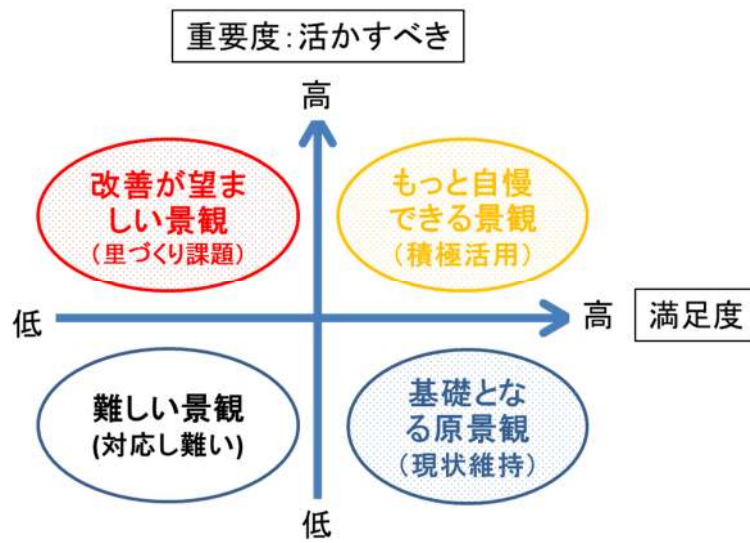 重要度：活かすべき
高
改善が望ま
しい景観
（里づくり課題）
もっと自慢
できる景観
（積極活用）
低
高
満足度
難しい景観
(対応し難い)
基礎とな
る原景観
（現状維持）
低